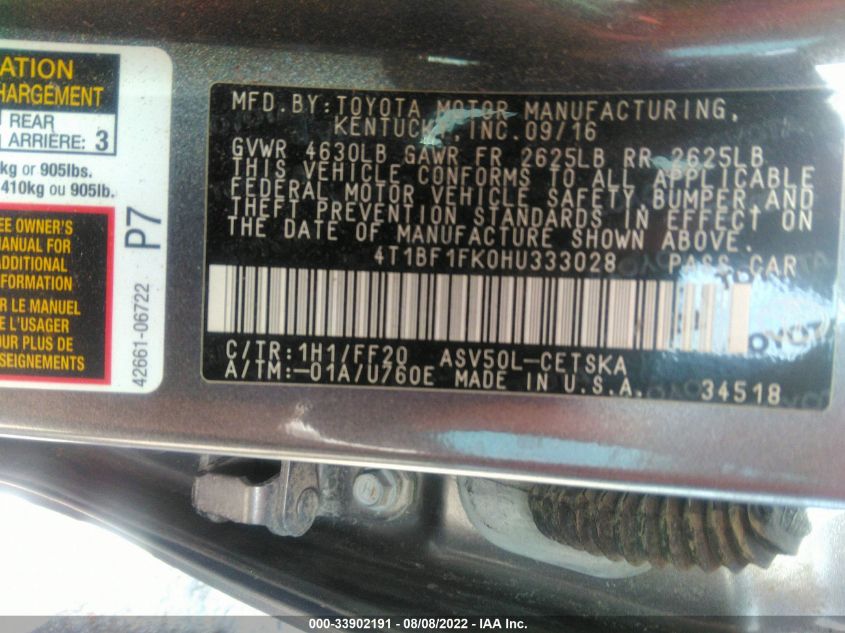 ATION
HARGEMENT
REAR
ARRIÈRE: 3
kg or 905lbs.
410kg ou 905lb.
EE OWNER'S
MANUAL FOR
ADDITIONAL
NFORMATION
R LE MANUEL
L'USAGER
OUR PLUS DE
SEIGNEMENTS
P7
42661-06722
MFD.BY:TOYOTA MOTOR MANUFACTURING,
KENTUCKY, INC.09/16
GVWR 4630LB GAWR FR 2625LB RR 2625LB
THIS VEHICLE CONFORMS TO ALL APPLICABLE
FEDERAL MOTOR VEHICLE SAFETY,BUMPER,AND
THEFT PREVENTION STANDARDS IN EFFECT ON
THE DATE OF MANUFACTURE SHOWN ABOVE.
4T1BF1FK0HU333028 PASS.CAR
C/TR:1H1/FF20 ASV50L-CETSKA
A/TM:-01A/U760E MADE IN U.S.A. 34518
000-33902191 - 08/08/2022 - IAA Inc.